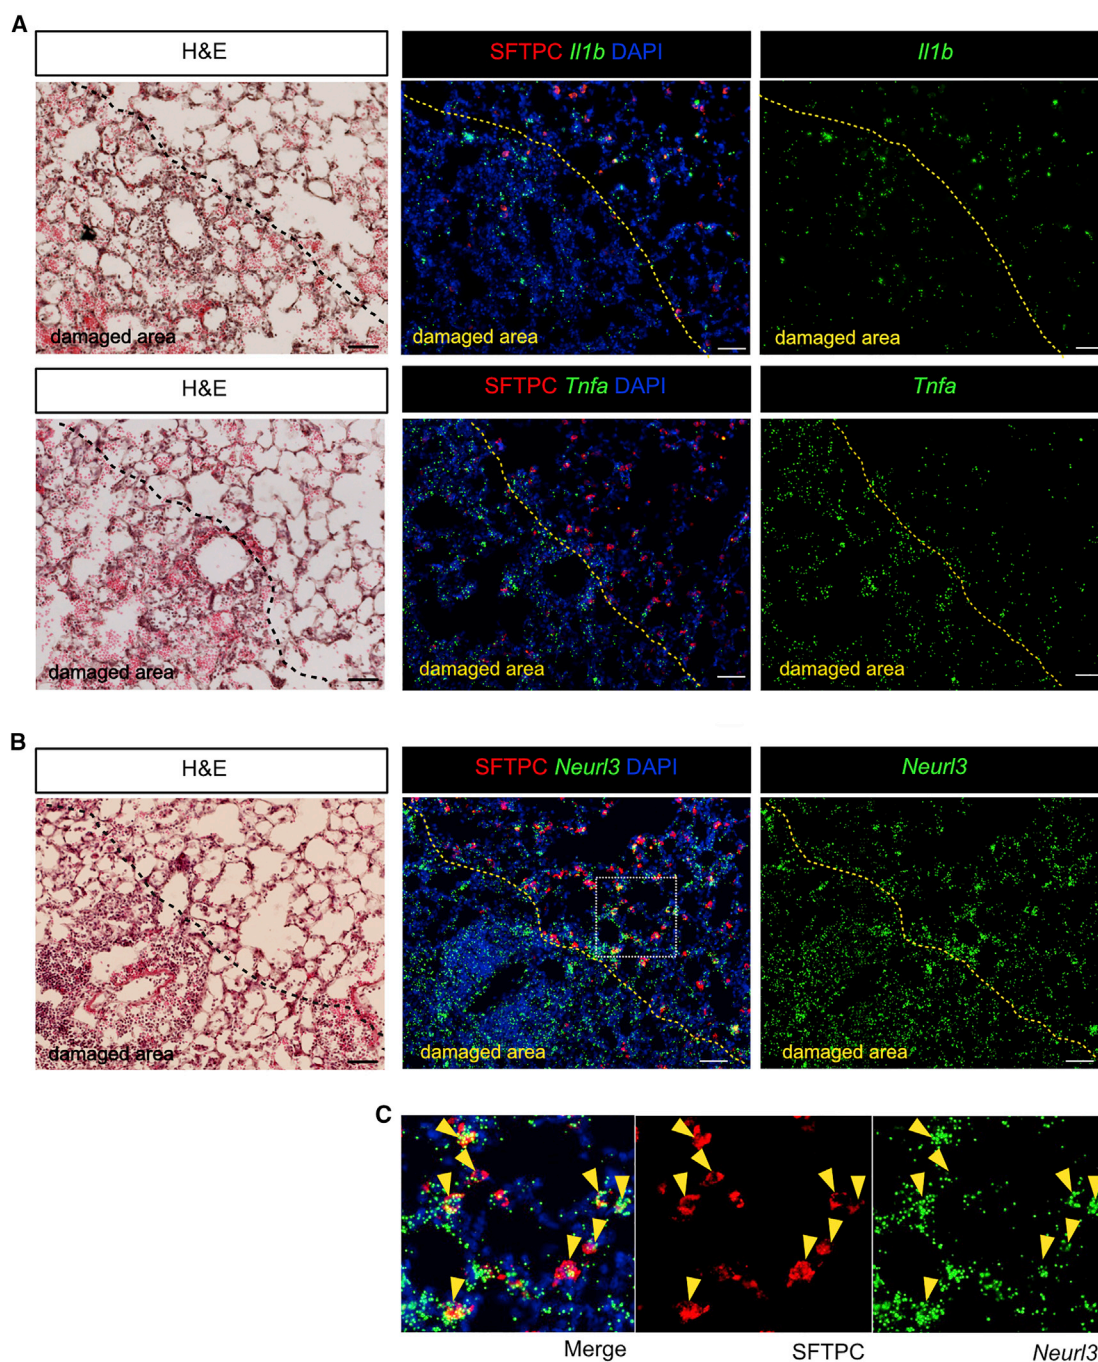 A
H&E
SFTPC Il1b DAPI
Il1b
damaged area
damaged area
damaged area
H&E
SFTPC Tnfa DAPI
Tnfa
damaged area
damaged area
damaged area
B
H&E
SFTPC Neurl3 DAPI
Neurl3
damaged area
damaged area
damaged area
C
Merge
SFTPC
Neurl3